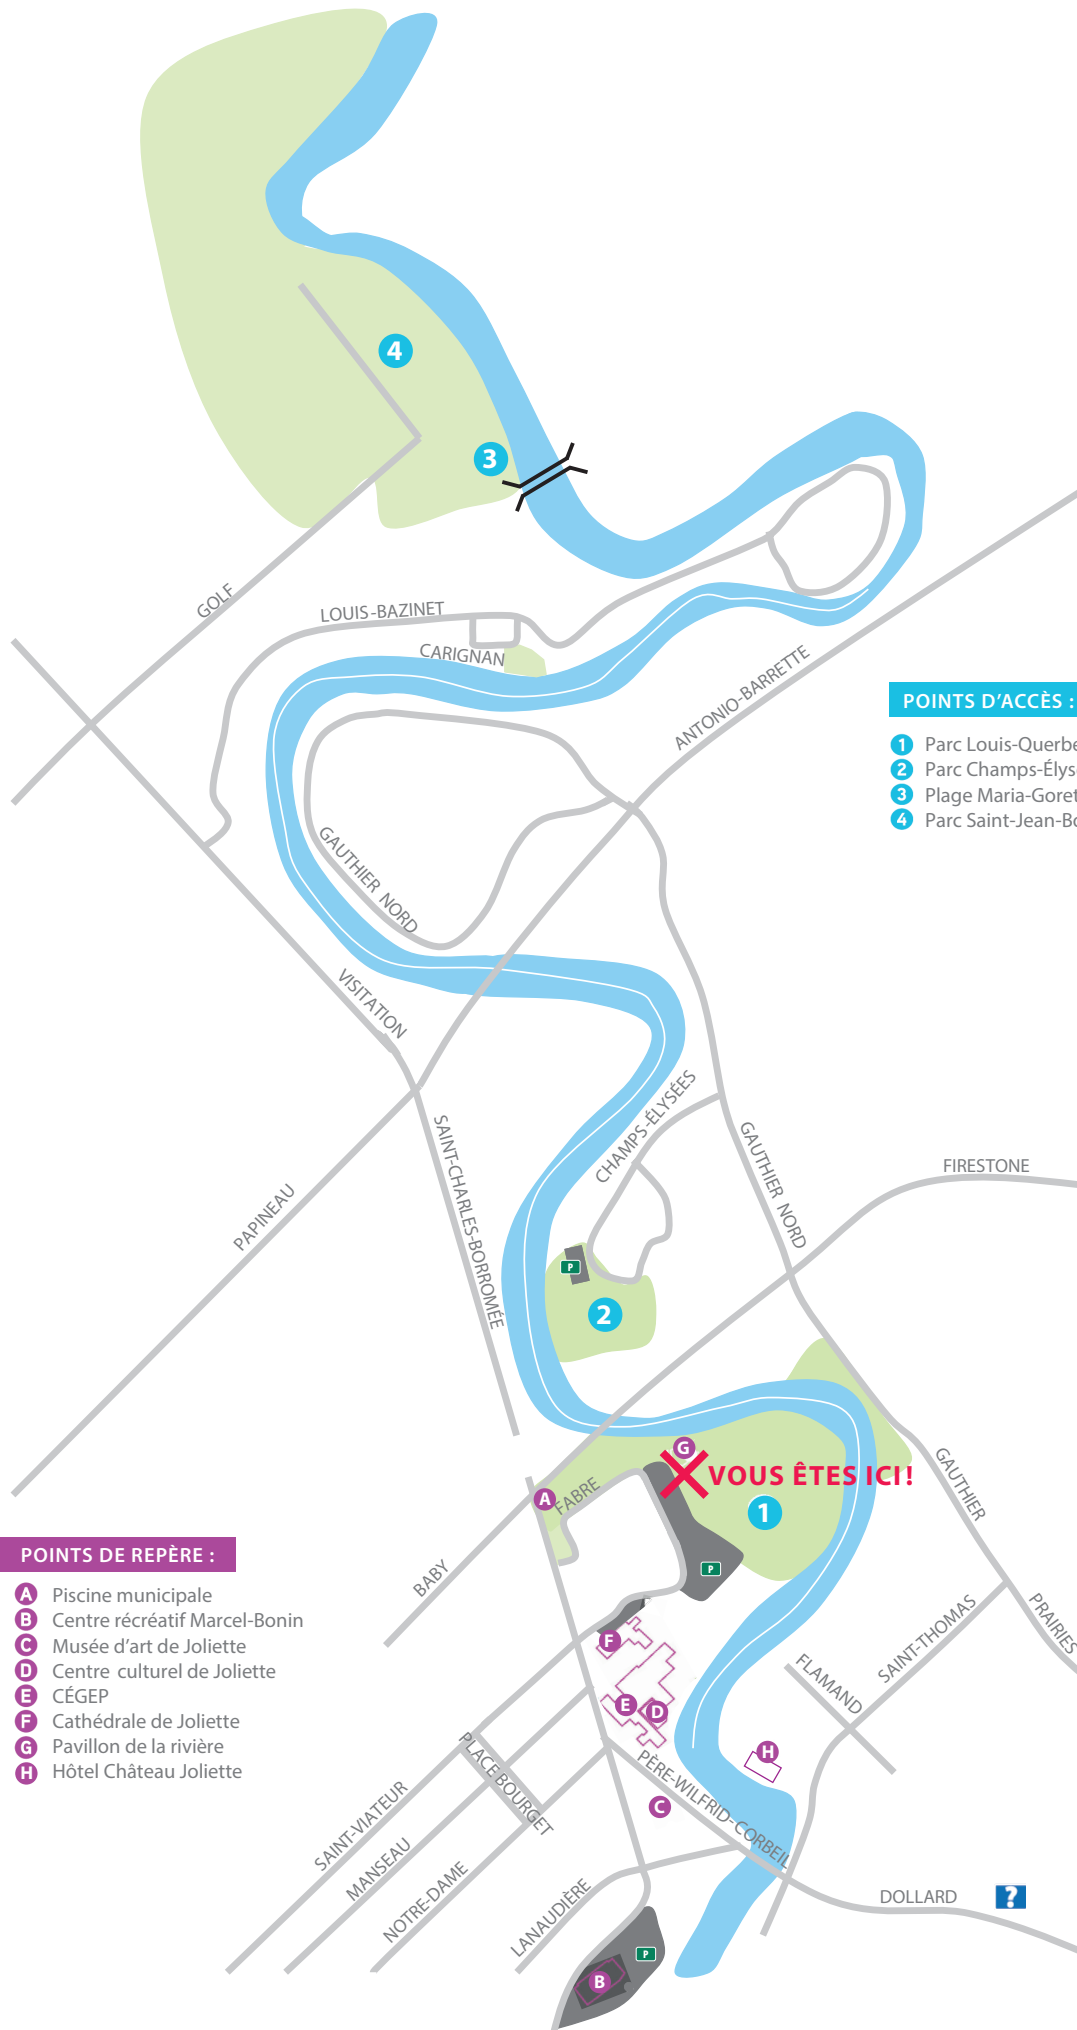 4
3
GOLF
LOUIS-BAZINET
CARIGNAN
ANTONIO-BARRETTE
POINTS D’ACCÈS :
1 Parc Louis-Querbe
2 Parc Champs-Élys
3 Plage Maria-Goret
4 Parc Saint-Jean-Bo
GAUTHIER NORD
VISITATION
CHAMPS-ÉLYSÉES
SAINT-CHARLES-BORROMÉE
GAUTHIER NORD
FIRESTONE
PAPINEAU
P
2
G
VOUS ÊTES ICI !
A
FABRE
1
GAUTHIER
P
BABY
POINTS DE REPÈRE :
A Piscine municipale
B Centre récréatif Marcel-Bonin
C Musée d’art de Joliette
D Centre culturel de Joliette
E CÉGEP
F Cathédrale de Joliette
G Pavillon de la rivière
H Hôtel Château Joliette
PRAIRIES
SAINT-THOMAS
FLAMAND
F
E
D
H
PLACE BOURGET
PÈRE-WILFRID-CORBEIL
C
SAINT-VIATEUR
MANSEAU
NOTRE-DAME
LANAUDIÈRE
DOLLARD
?
P
B